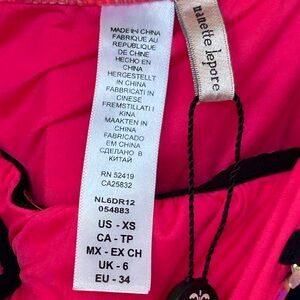 nanette lepore
MADE IN CHINA
FABRIQUE AU
REPUBLIQUE
DE CHINE
HECHO EN
CHINA
HERGESTELLT
IN CHINA
FABBRICATI IN
CINESE
FREMSTILLATI I
KINA
MAAKTEN IN
CHINA
FABRICADO
EM CHINA
СДЕЛАНО В
КИТАЙ
RN 52419
CA25832
NL6DR12
054883
US - XS
CA - TP
MX - EX CH
UK - 6
EU - 34